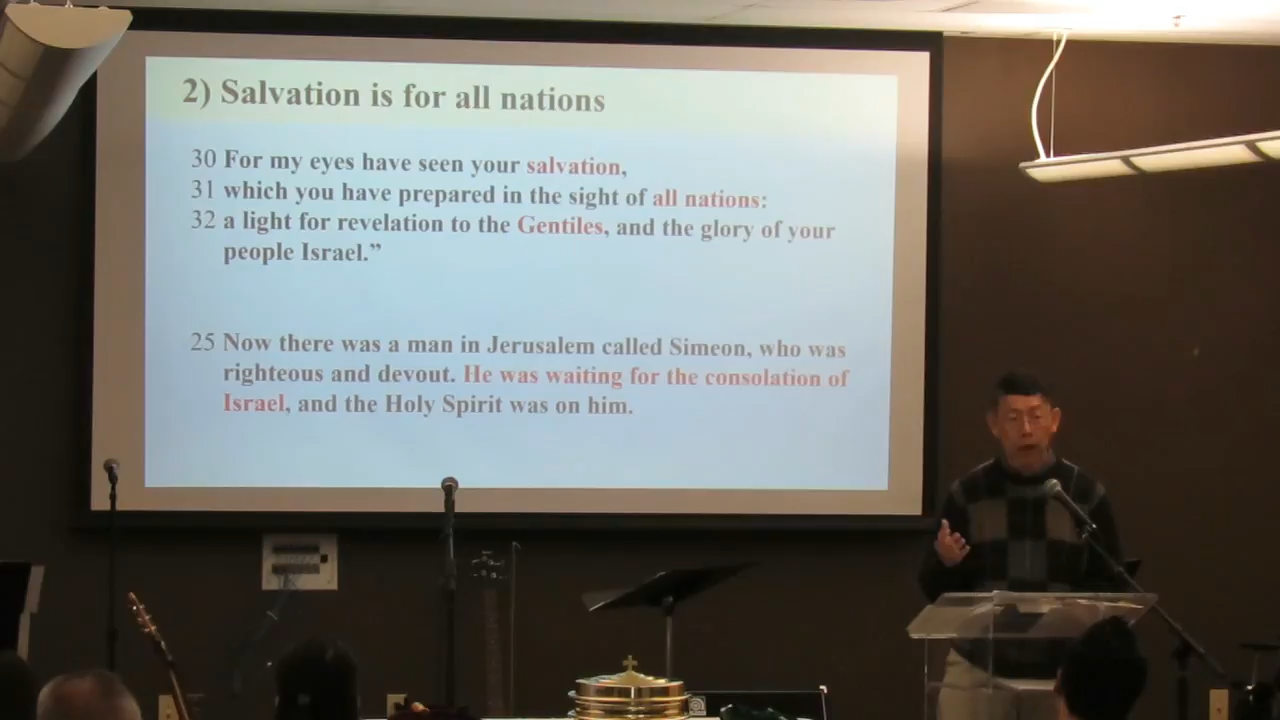 2) Salvation is for all nations
30 For my eyes have seen your salvation,
31 which you have prepared in the sight of all nations:
32 a light for revelation to the Gentiles, and the glory of your
people Israel.”
25 Now there was a man in Jerusalem called Simeon, who was
righteous and devout. He was waiting for the consolation of
Israel, and the Holy Spirit was on him.